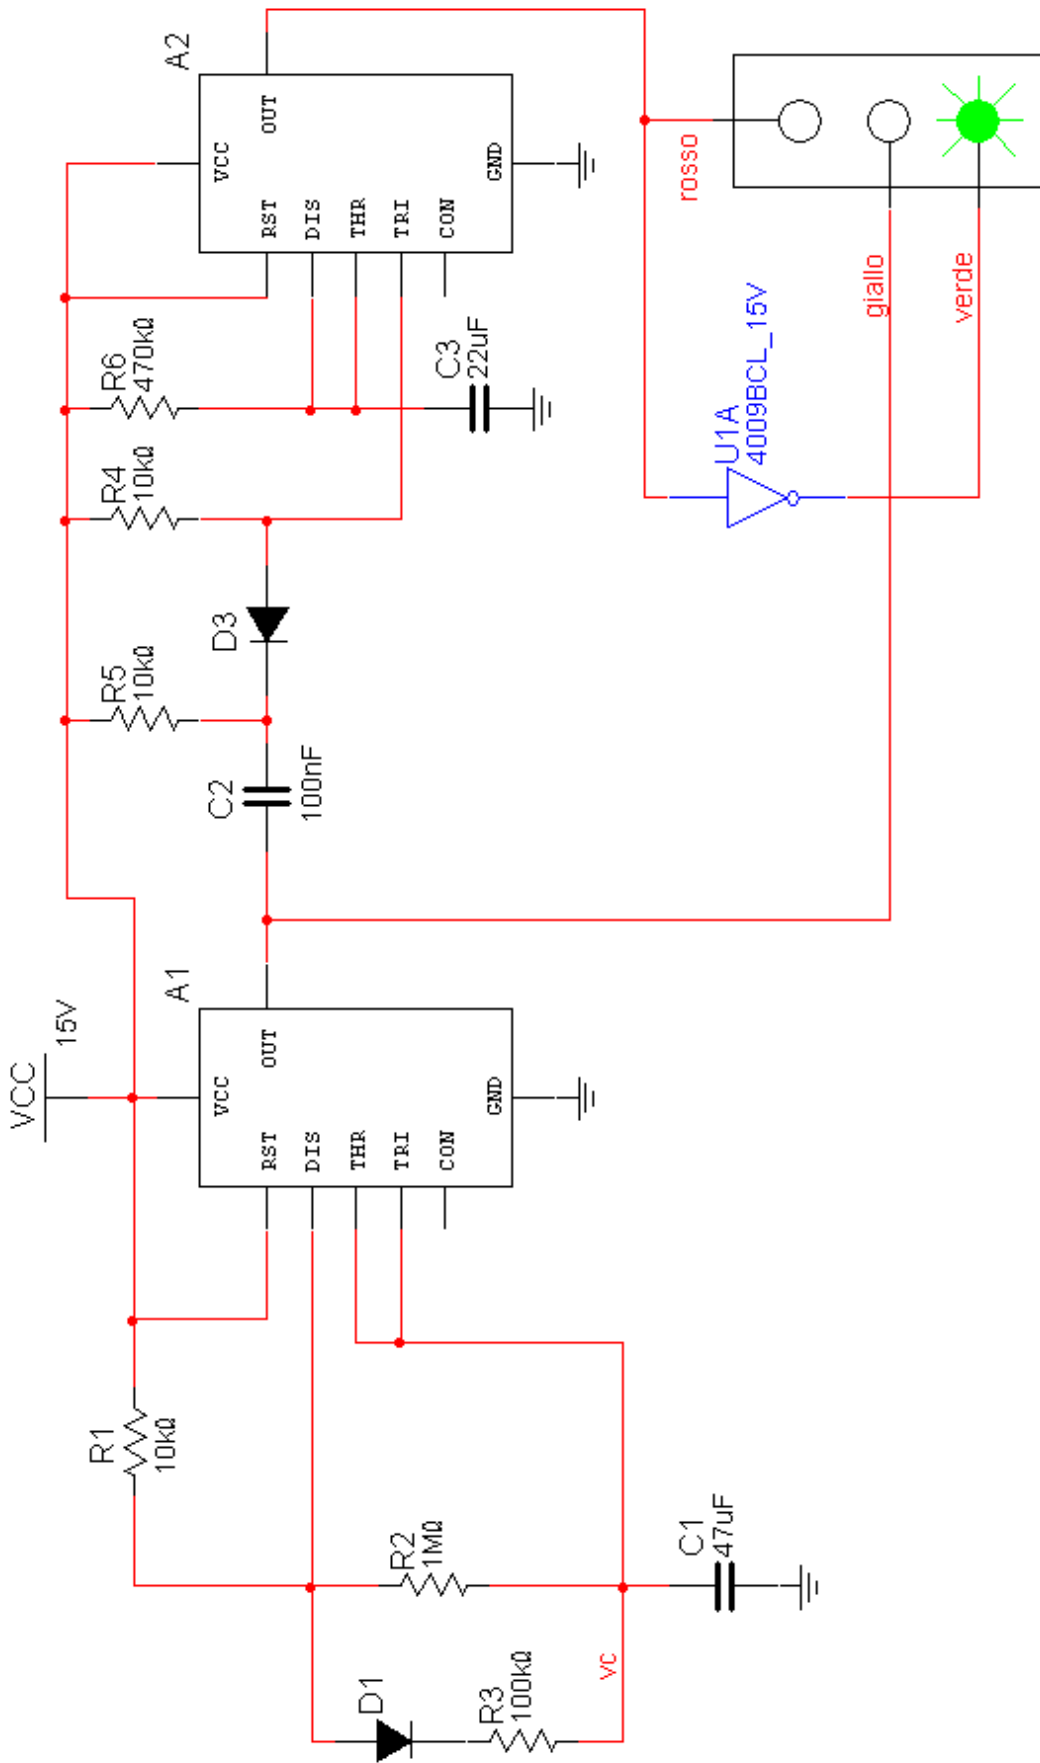 VCC
15V
R1
10kΩ
A1
VCC
RST
OUT
DIS
THR
TRI
CON
GND
R2
1MΩ
D1
R3
100kΩ
vc
C1
47uF
C2
100nF
R5
10kΩ
D3
R4
10kΩ
R6
470kΩ
C3
22uF
A2
VCC
RST
OUT
DIS
THR
TRI
CON
GND
U1A
4009BCL_15V
rosso
giallo
verde